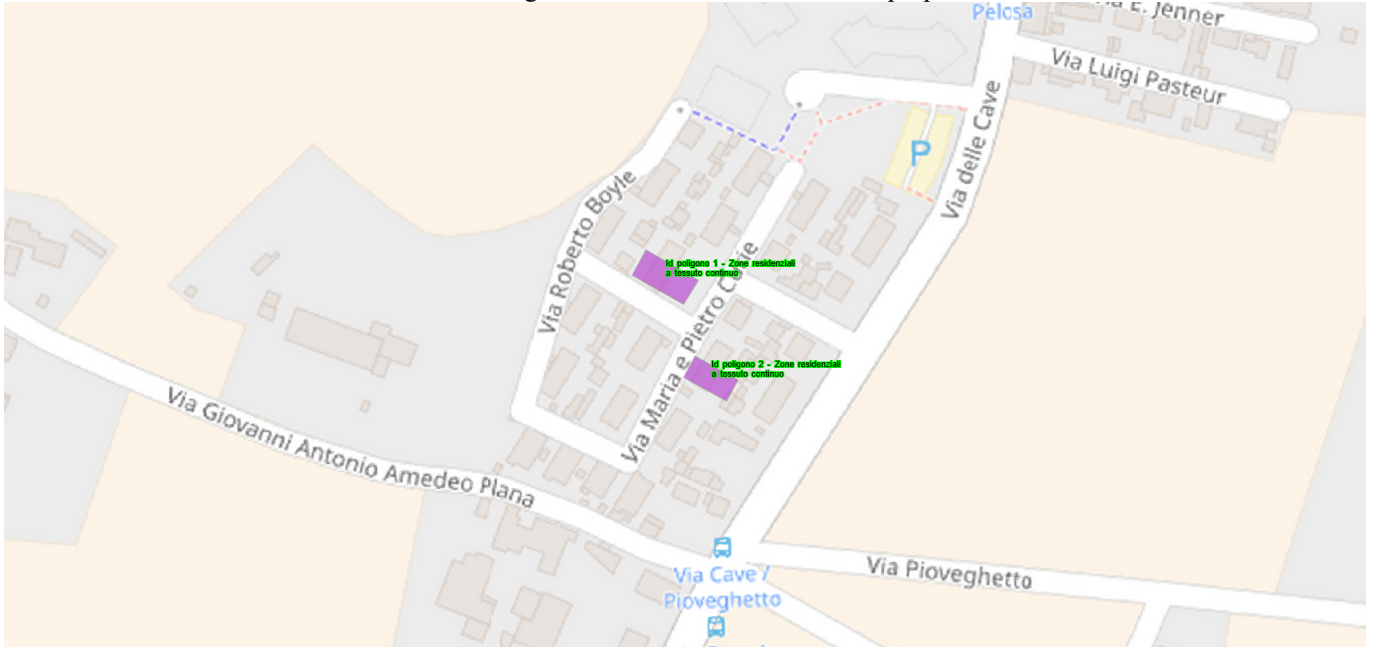 Pelosa
E. Jenner
Via Luigi Pasteur
Via delle Cave
P
Via Roberto Boyle
Id poligono 1 - Zone residenziali
a tessuto continuo
Via Maria e Pietro Curie
Id poligono 2 - Zone residenziali
a tessuto continuo
Via Giovanni Antonio Amedeo Plana
Via Cave /
Pioveghetto
Via Pioveghetto